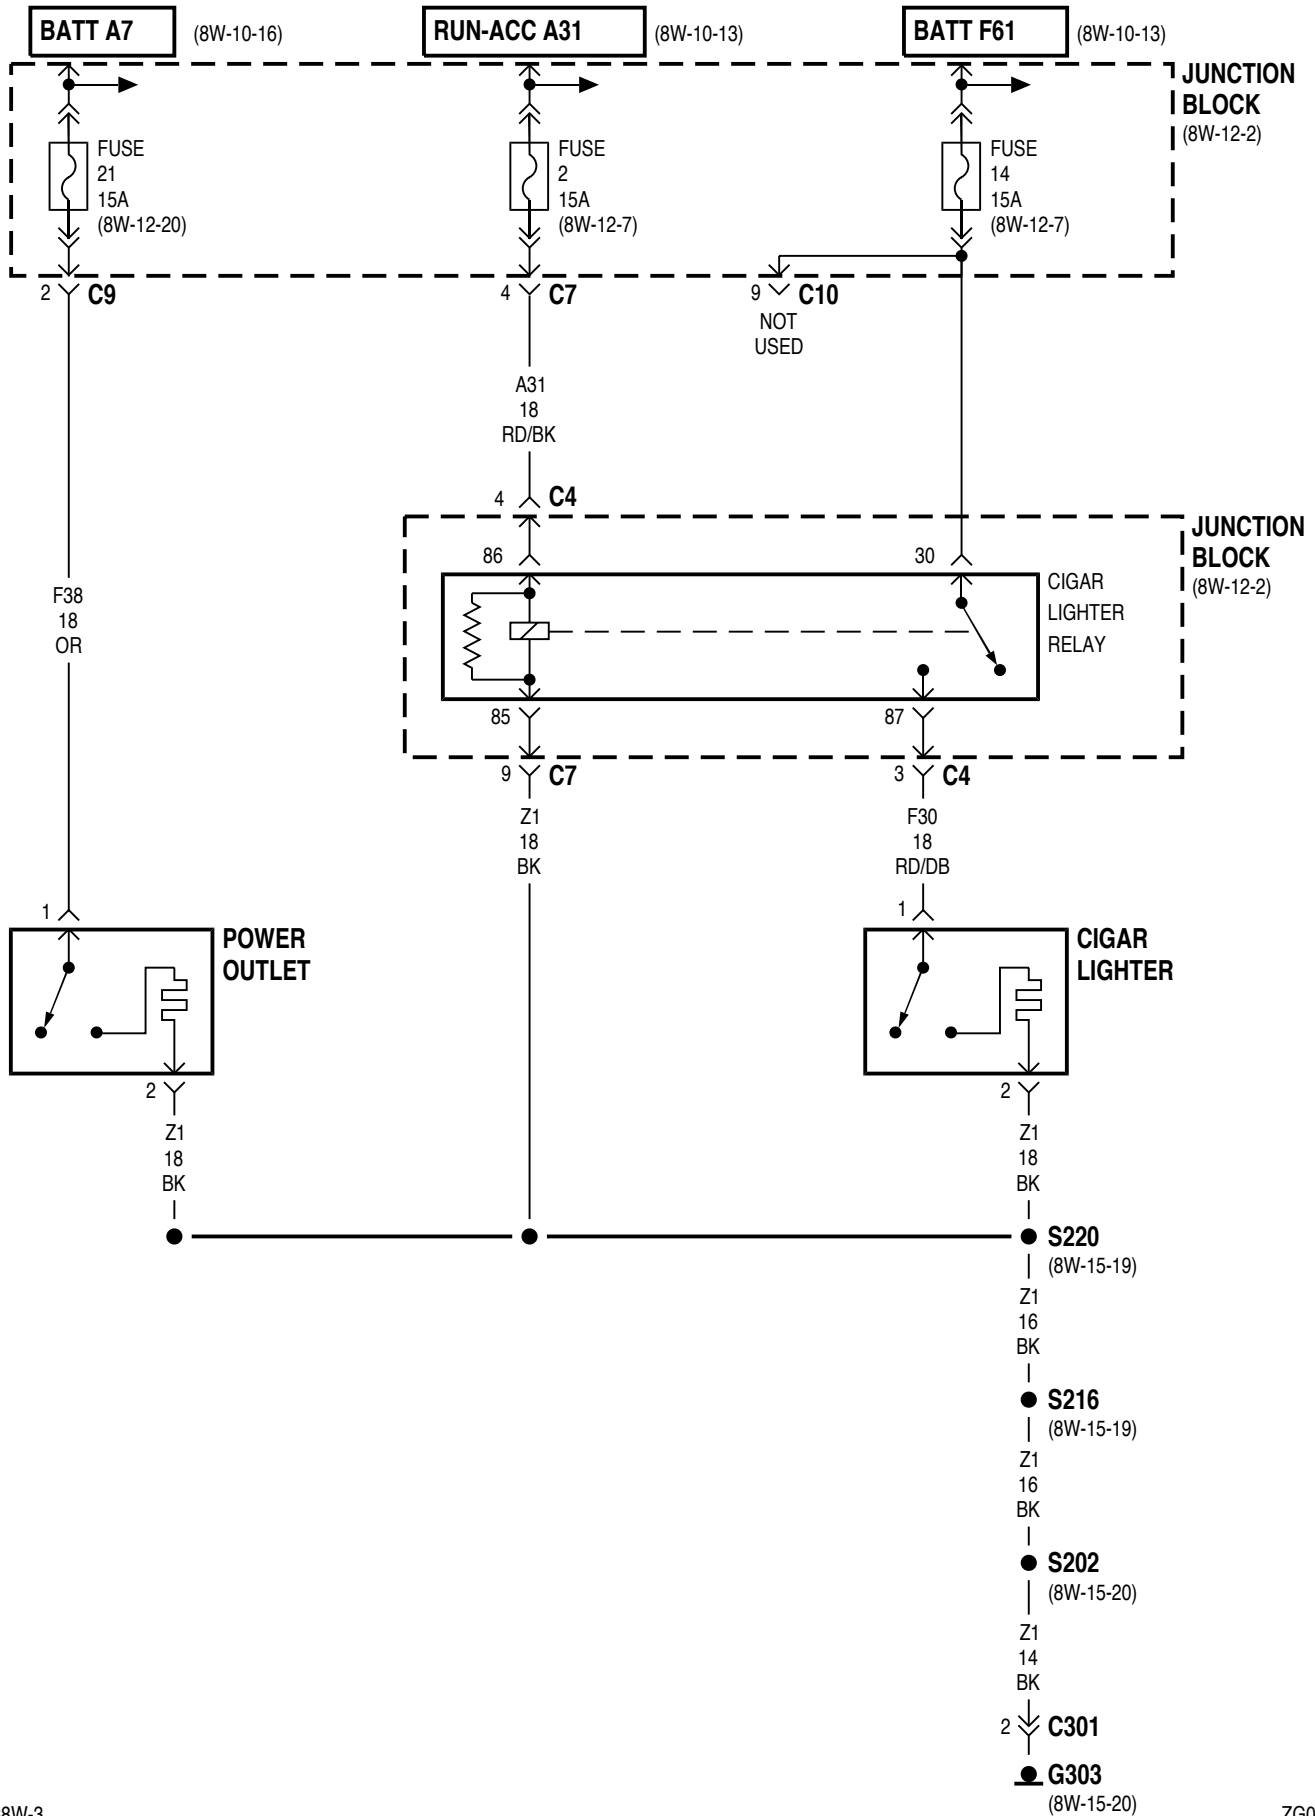 BATT A7 (8W-10-16)
RUN-ACC A31 (8W-10-13)
BATT F61 (8W-10-13)
JUNCTION
BLOCK
(8W-12-2)
FUSE
21
15A
(8W-12-20)
FUSE
2
15A
(8W-12-7)
FUSE
14
15A
(8W-12-7)
2 C9
4 C7
9 C10
NOT
USED
A31
18
RD/BK
4 C4
JUNCTION
BLOCK
(8W-12-2)
86
30
CIGAR
LIGHTER
RELAY
F38
18
OR
85
87
9 C7
3 C4
Z1
18
BK
F30
18
RD/DB
1
POWER
OUTLET
1
CIGAR
LIGHTER
2
Z1
18
BK
2
Z1
18
BK
S220
(8W-15-19)
Z1
16
BK
S216
(8W-15-19)
Z1
16
BK
S202
(8W-15-20)
Z1
14
BK
2 C301
G303
(8W-15-20)